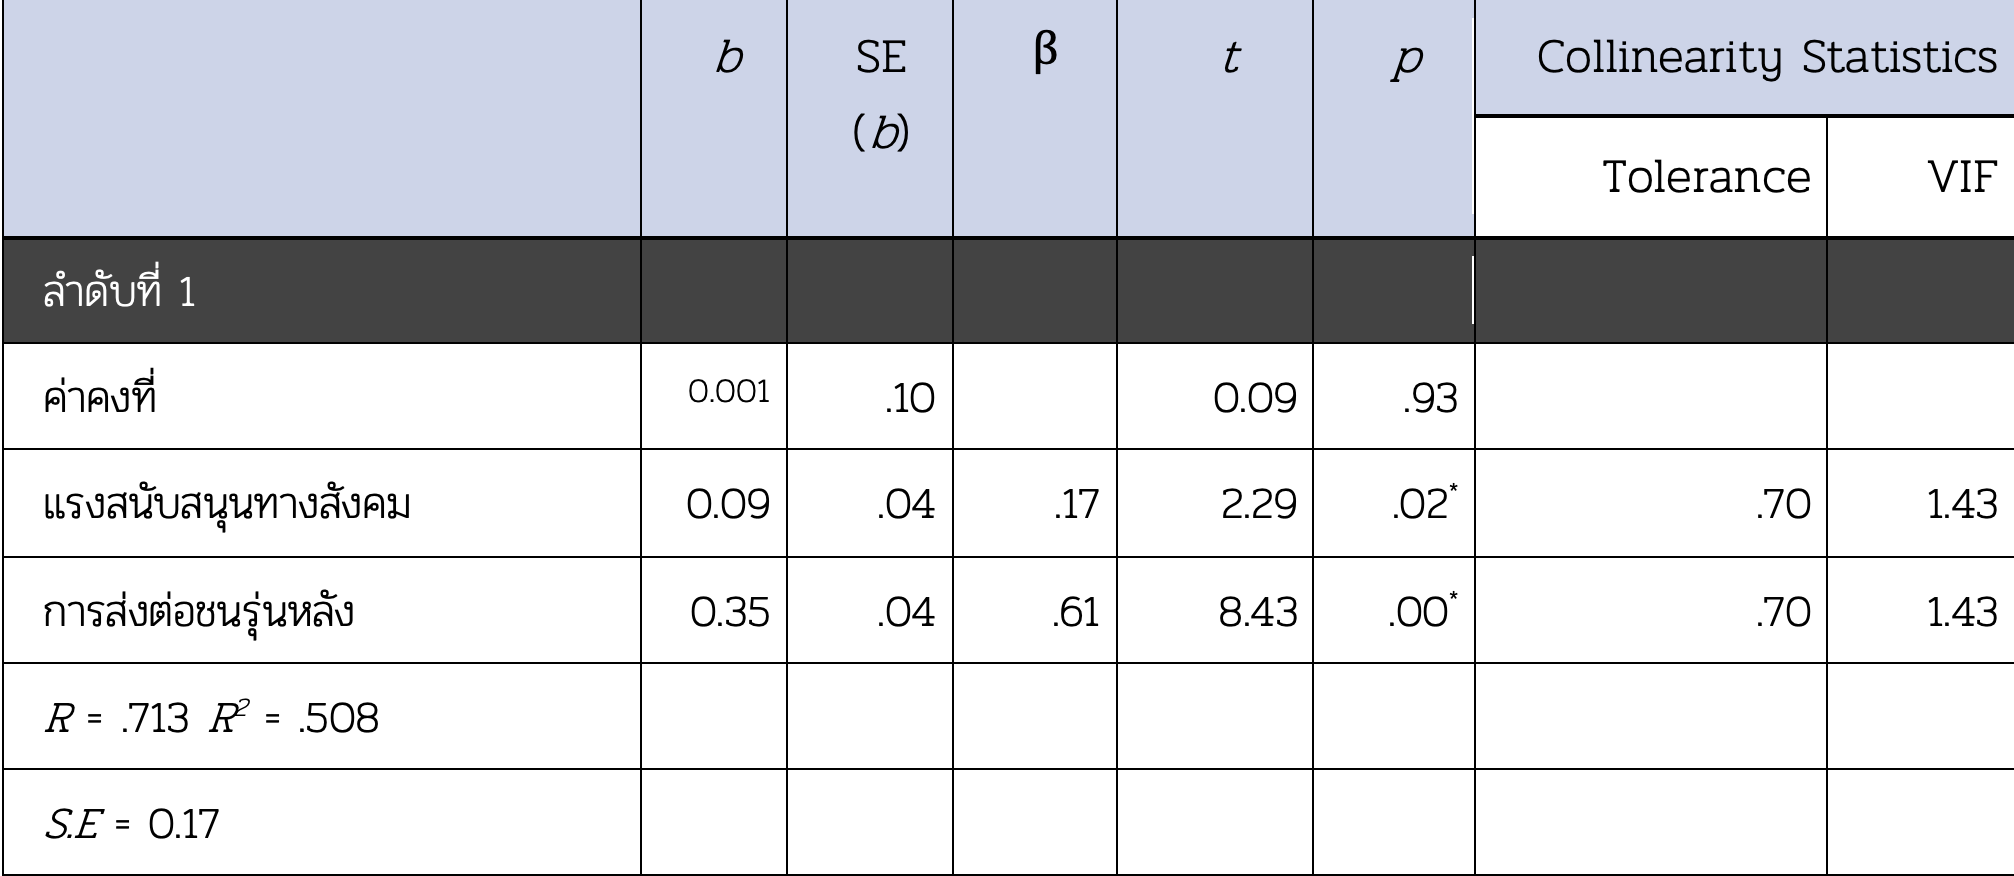 b SE β t p Collinearity Statistics
(b)
Tolerance VIF
ลำดับที่ 1
ค่าคงที่ 0.001 .10 0.09 .93
แรงสนับสนุนทางสังคม 0.09 .04 .17 2.29 .02* .70 1.43
การส่งต่อชนรุ่นหลัง 0.35 .04 .61 8.43 .00* .70 1.43
R = .713 R² = .508
S.E = 0.17